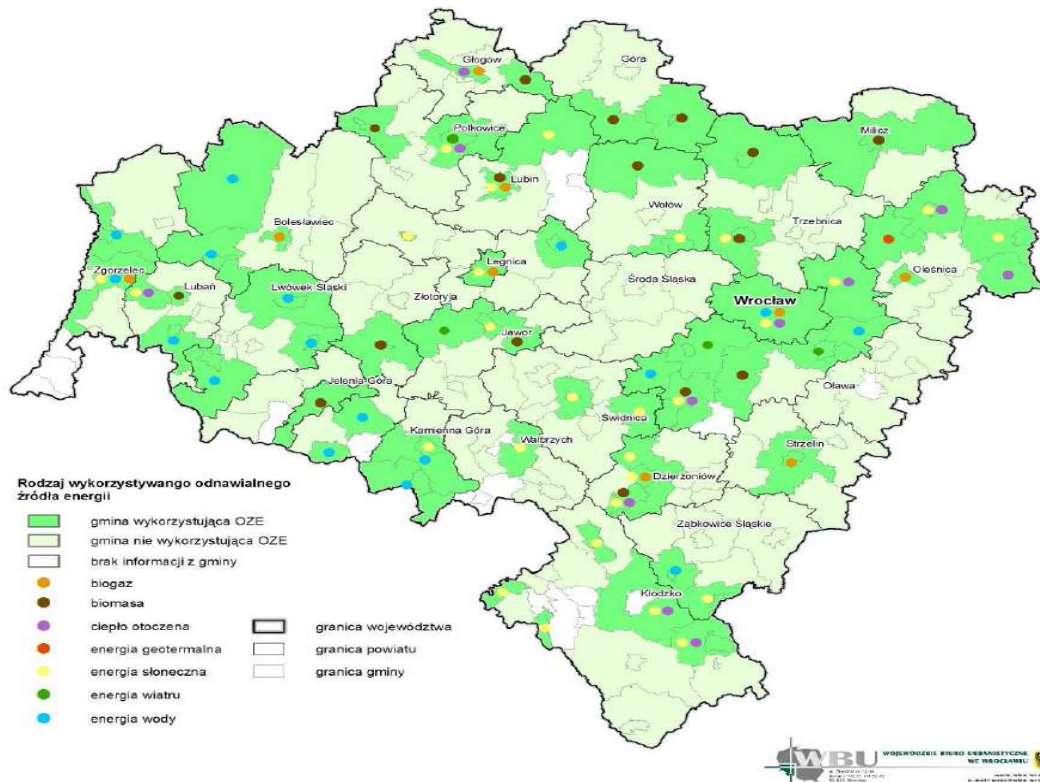 Głogów
Góra
Polkowice
Milicz
Lubin
Wołów
Trzebnica
Bolesławiec
Zgorzelec
Legnica
Oleśnica
Lubań
Lwówek Śląski
Złotoryja
Środa Śląska
Wrocław
Jawor
Jelenia Góra
Oława
Kamienna Góra
Świdnica
Wałbrzych
Strzelin
Dzierżoniów
Ząbkowice Śląskie
Kłodzko
Rodzaj wykorzystywango odnawialnego
źródła energii
gmina wykorzystująca OZE
gmina nie wykorzystująca OZE
brak informacji z gminy
biogaz
biomasa
ciepło otoczena
energia geotermalna
energia słoneczna
energia wiatru
energia wody
granica województwa
granica powiatu
granica gminy
WBU
WOJEWÓDZKIE BIURO URBANISTYCZNE
WE WROCŁAWIU